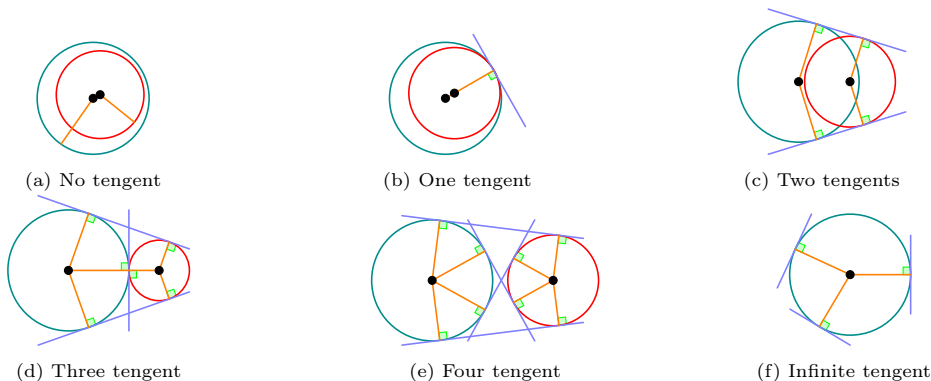 (a) No tengent
(b) One tengent
(c) Two tengents
(d) Three tengent
(e) Four tengent
(f) Infinite tengent